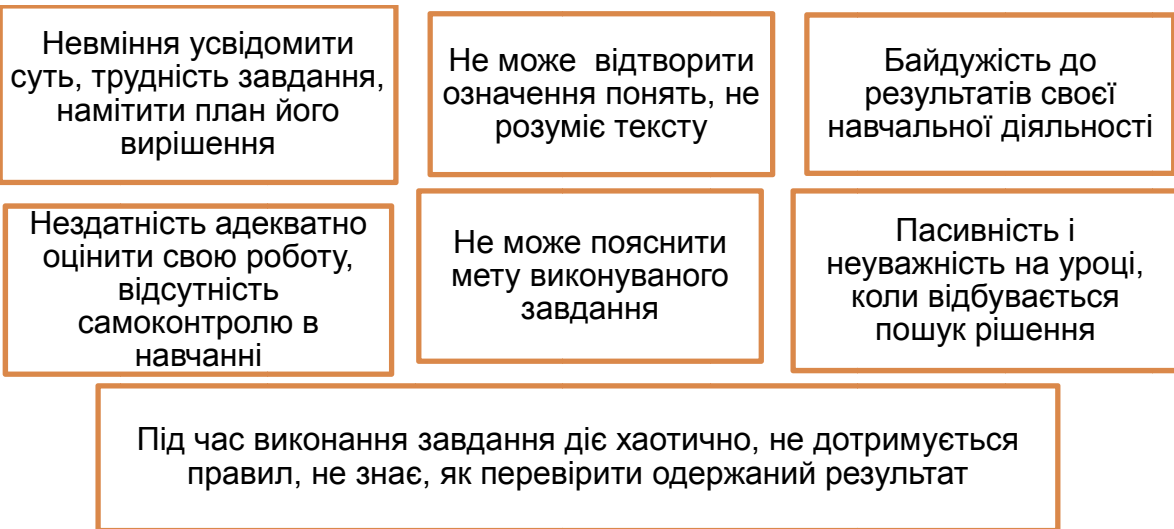 Невміння усвідомити
суть, трудність завдання,
намітити план його
вирішення
Не може відтворити
означення понять, не
розуміє тексту
Байдужість до
результатів своєї
навчальної діяльності
Нездатність адекватно
оцінити свою роботу,
відсутність
самоконтролю в
навчанні
Не може пояснити
мету виконуваного
завдання
Пасивність і
неуважність на уроці,
коли відбувається
пошук рішення
Під час виконання завдання діє хаотично, не дотримується
правил, не знає, як перевірити одержаний результат